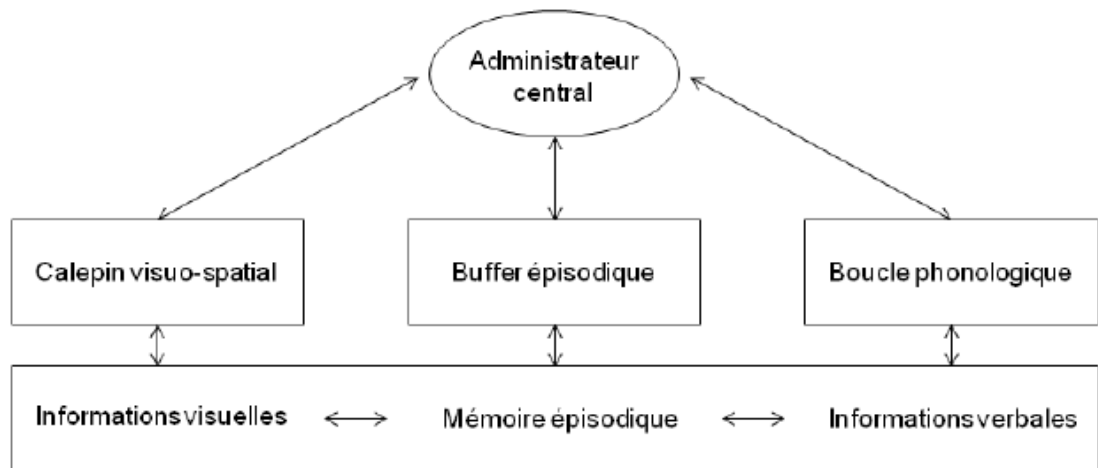 Administrateur
central
Calepin visuo-spatial
Buffer épisodique
Boucle phonologique
Informations visuelles
Mémoire épisodique
Informations verbales